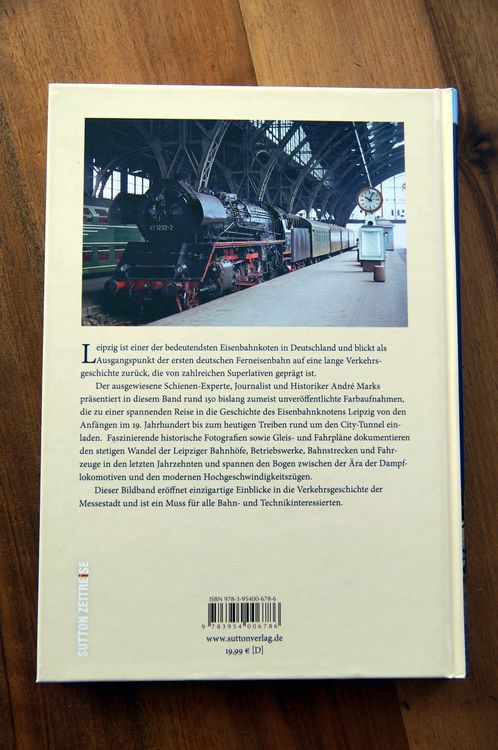 41 1232-2
Leipzig ist einer der bedeutendsten Eisenbahnkoten in Deutschland und blickt als
Ausgangspunkt der ersten deutschen Ferneisenbahn auf eine lange Verkehrs-
geschichte zurück, die von zahlreichen Superlativen geprägt ist.
Der ausgewiesene Schienen-Experte, Journalist und Historiker André Marks
präsentiert in diesem Band rund 150 bislang zumeist unveröffentliche Farbaufnahmen,
die zu einer spannenden Reise in die Geschichte des Eisenbahnknotens Leipzig von den
Anfängen im 19. Jahrhundert bis zum heutigen Treiben rund um den City-Tunnel ein-
laden. Faszinierende historische Fotografien sowie Gleis- und Fahrpläne dokumentieren
den stetigen Wandel der Leipziger Bahnhöfe, Betriebswerke, Bahnstrecken und Fahr-
zeuge in den letzten Jahrzehnten und spannen den Bogen zwischen der Ära der Dampf-
lokomotiven und den modernen Hochgeschwindigkeitszügen.
Dieser Bildband eröffnet einzigartige Einblicke in die Verkehrsgeschichte der
Messestadt und ist ein Muss für alle Bahn- und Technikinteressierten.
SUTTON ZEITREISE
ISBN 978-3-95400-678-6
9 783954 006786
www.suttonverlag.de
19,99 € [D]